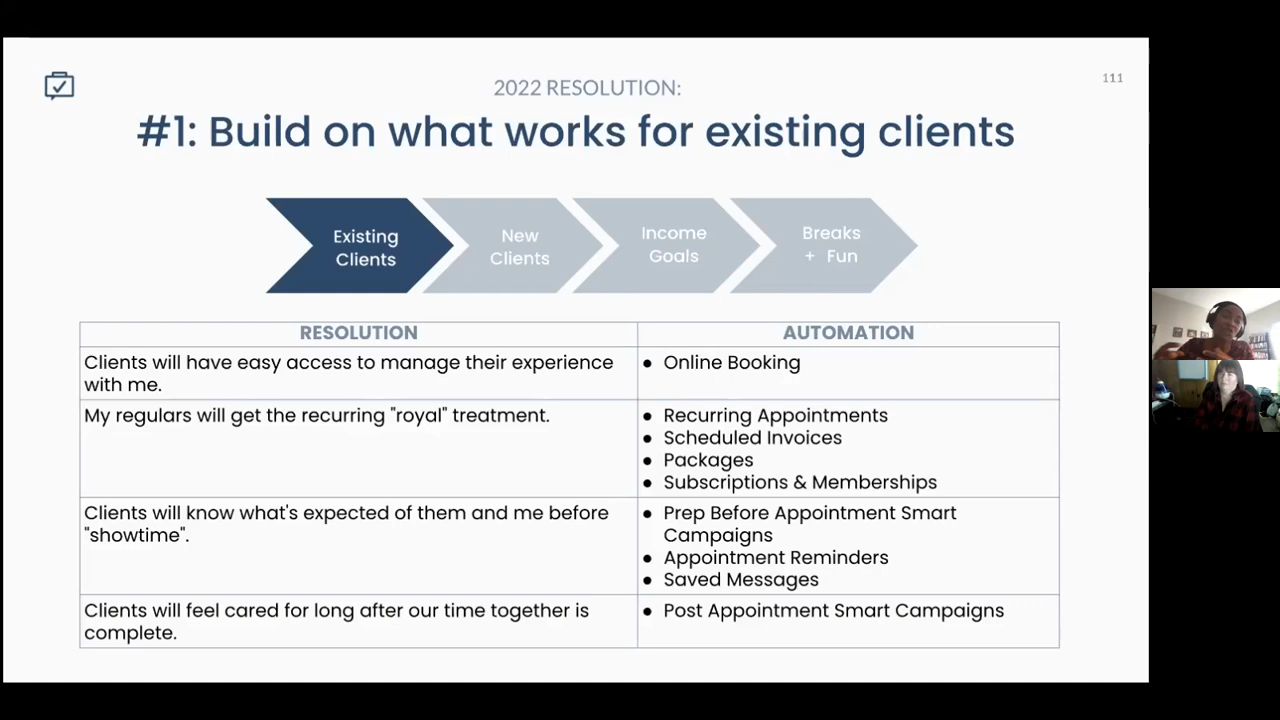 111
2022 RESOLUTION:
#1: Build on what works for existing clients
Existing
Clients
New
Clients
Income
Goals
Breaks
+ Fun
RESOLUTION
AUTOMATION
Clients will have easy access to manage their experience
with me.
● Online Booking
My regulars will get the recurring "royal" treatment.
● Recurring Appointments
● Scheduled Invoices
● Packages
● Subscriptions & Memberships
Clients will know what's expected of them and me before
"showtime".
● Prep Before Appointment Smart
Campaigns
● Appointment Reminders
● Saved Messages
Clients will feel cared for long after our time together is
complete.
● Post Appointment Smart Campaigns